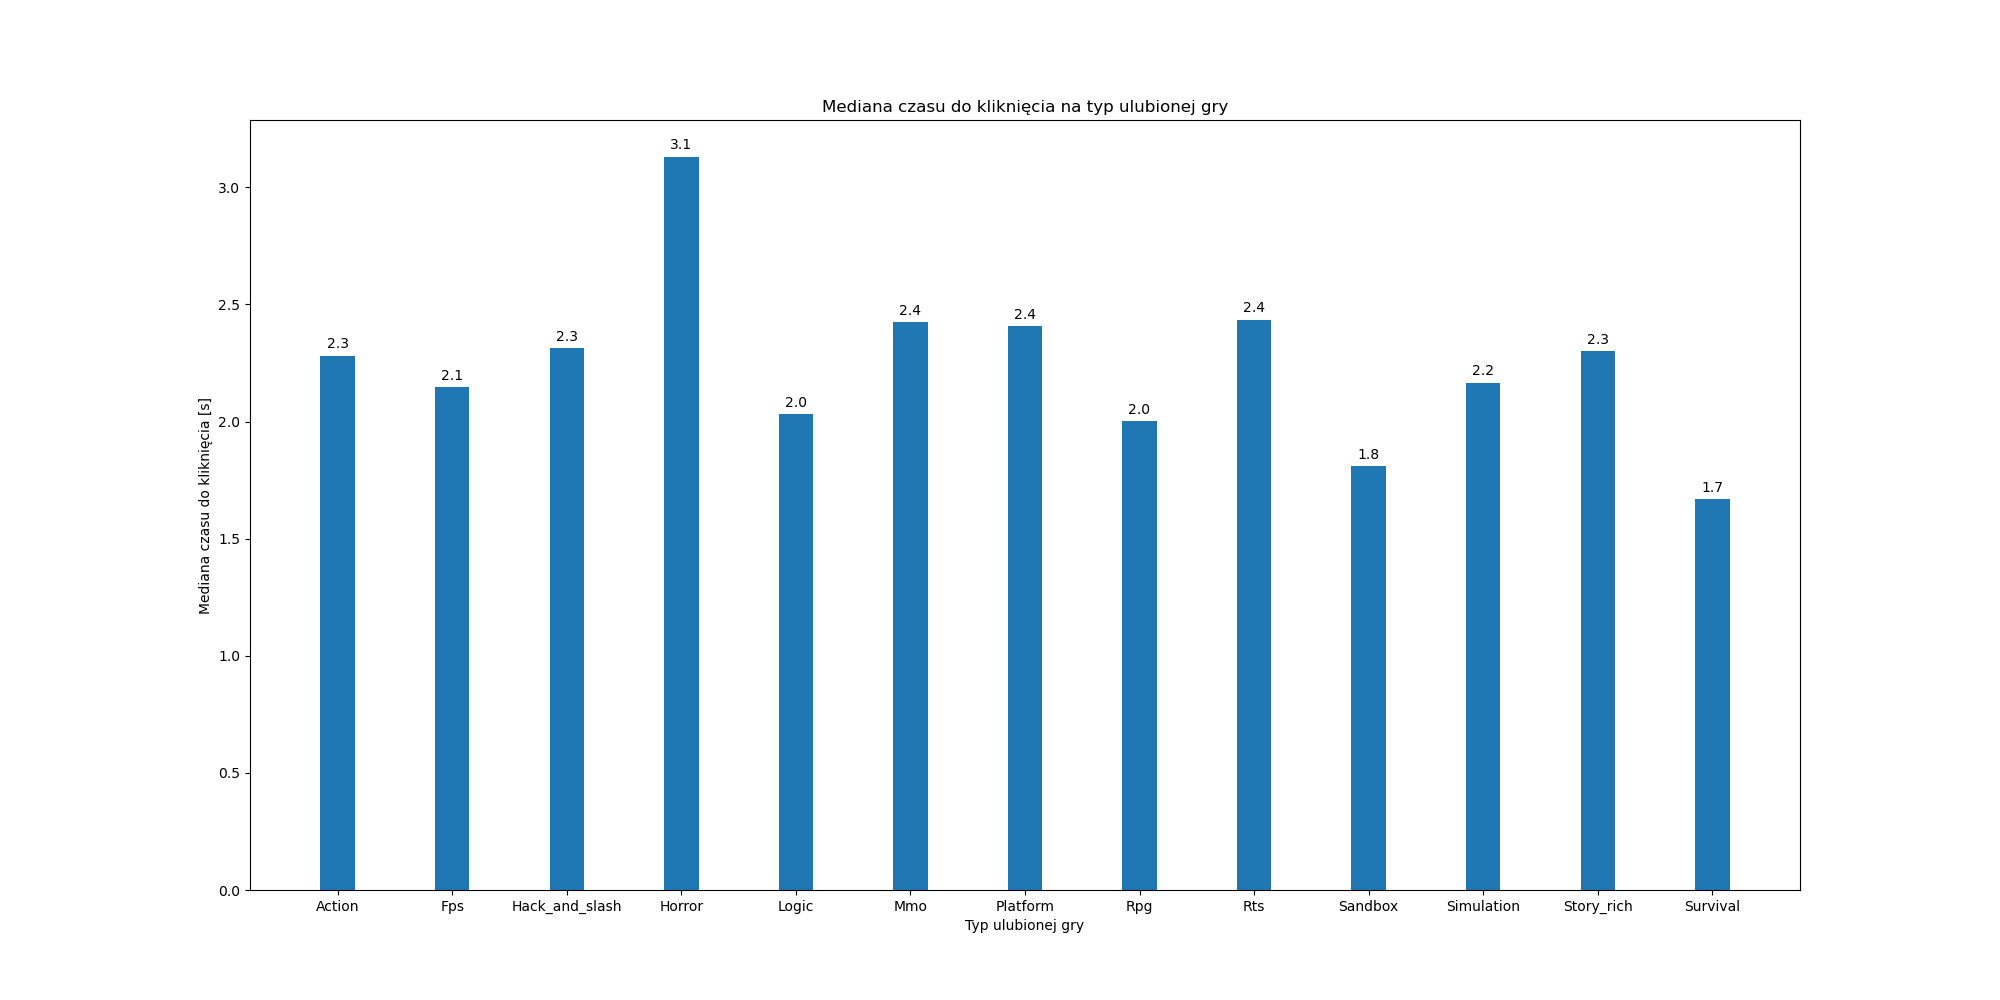 Mediana czasu do kliknięcia na typ ulubionej gry
Mediana czasu do kliknięcia [s]
3.0
2.5
2.0
1.5
1.0
0.5
0.0
2.3
2.1
2.3
3.1
2.0
2.4
2.4
2.0
2.4
1.8
2.2
2.3
1.7
Action
Fps
Hack_and_slash
Horror
Logic
Mmo
Platform
Rpg
Rts
Sandbox
Simulation
Story_rich
Survival
Typ ulubionej gry